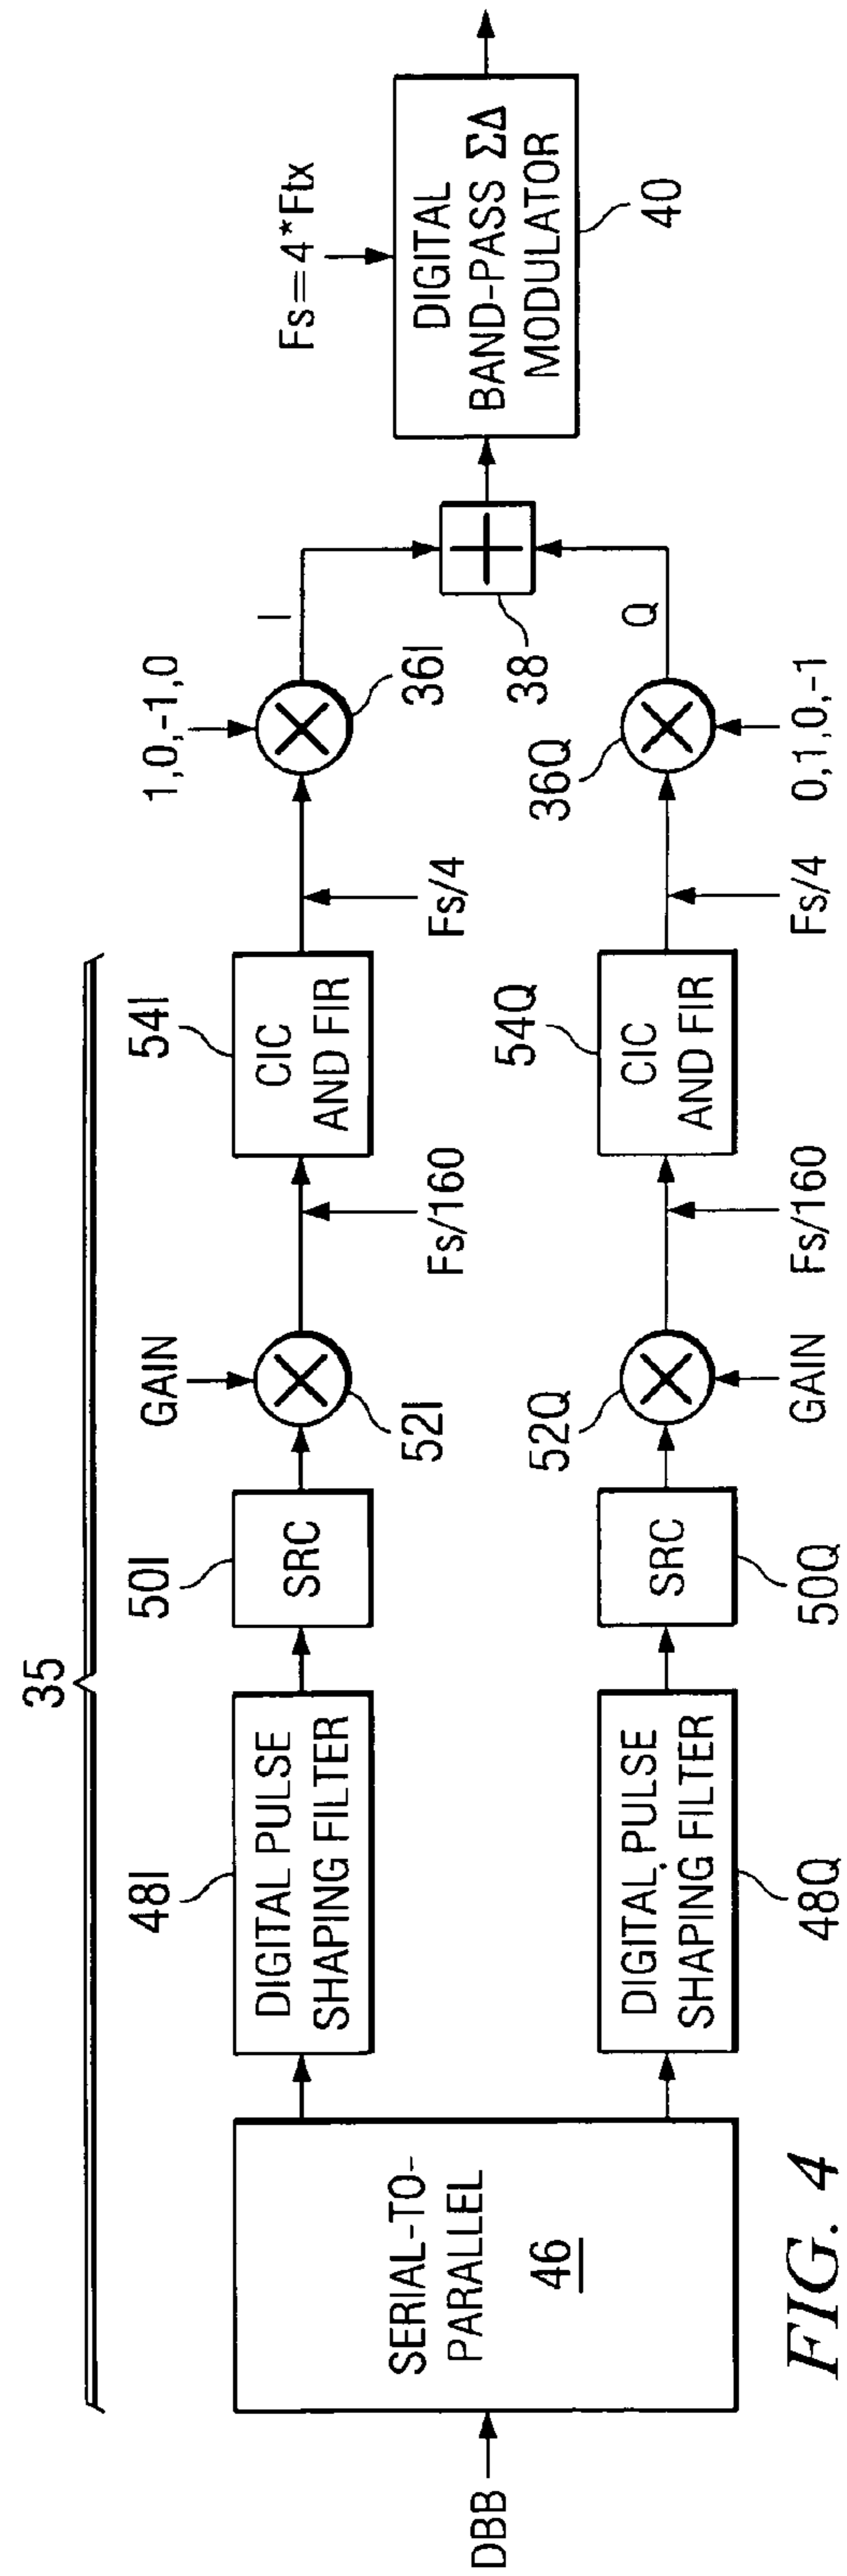 35
DBB
SERIAL-TO-
PARALLEL
46
48I
DIGITAL PULSE
SHAPING FILTER
50I
SRC
GAIN
52I
Fs/160
54I
CIC
AND FIR
Fs/4
1,0,-1,0
36I
I
DIGITAL PULSE
SHAPING FILTER
48Q
SRC
50Q
52Q
GAIN
Fs/160
54Q
CIC
AND FIR
Fs/4
36Q
0,1,0,-1
Q
38
Fs=4*Ftx
DIGITAL
BAND-PASS ΣΔ
MODULATOR
40
FIG. 4